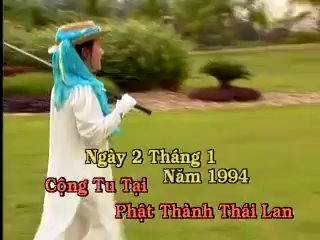 Ngày 2 Tháng 1
Năm 1994
Cộng Tu Tại
Phật Thành Thái Lan